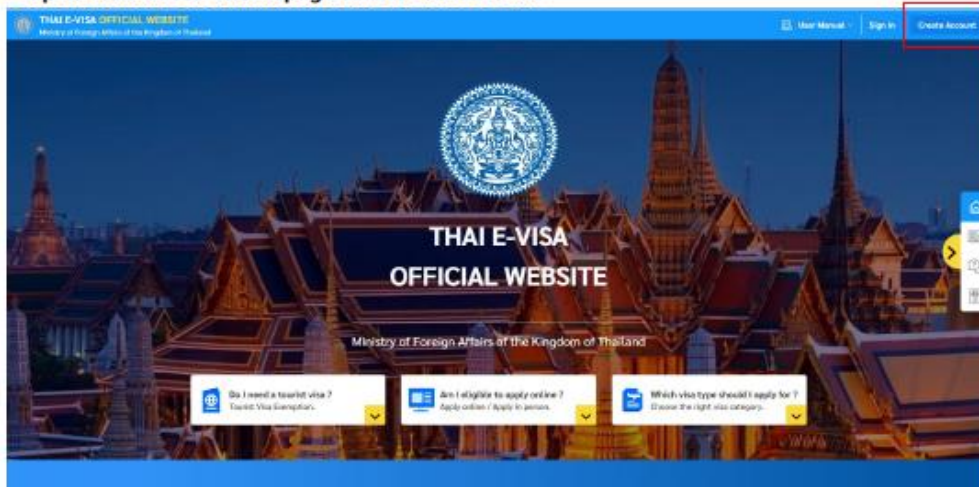 THAI E-VISA OFFICIAL WEBSITE
Ministry of Foreign Affairs of the Kingdom of Thailand
User Manual
Sign In
Create Account
THAI E-VISA
OFFICIAL WEBSITE
Ministry of Foreign Affairs of the Kingdom of Thailand
Do I need a tourist visa ?
Tourist Visa Exemption.
Am I eligible to apply online ?
Apply online / Apply in person.
Which visa type should I apply for ?
Choose the right visa category.